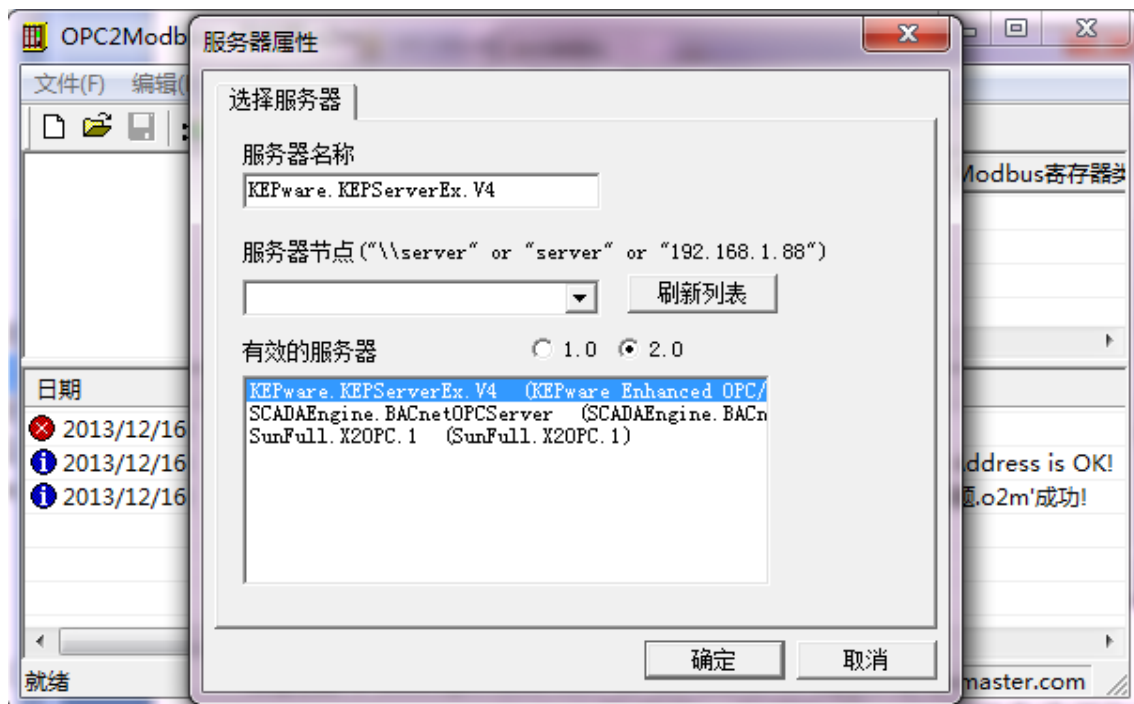 OPC2Modb
服务器属性
文件(F) 编辑(
选择服务器
服务器名称
KEPware.KEPServerEx.V4
Modbus寄存器类
服务器节点("\\server" or "server" or "192.168.1.88")
刷新列表
有效的服务器 1.0 2.0
日期
KEPware.KEPServerEx.V4 (KEPware Enhanced OPC/
SCADAEngine.BACnetOPCServer (SCADAEngine.BACn
SunFull.X2OPC.1 (SunFull.X2OPC.1)
2013/12/16
2013/12/16
ddress is OK!
2013/12/16
题.o2m'成功!
确定
取消
就绪
master.com